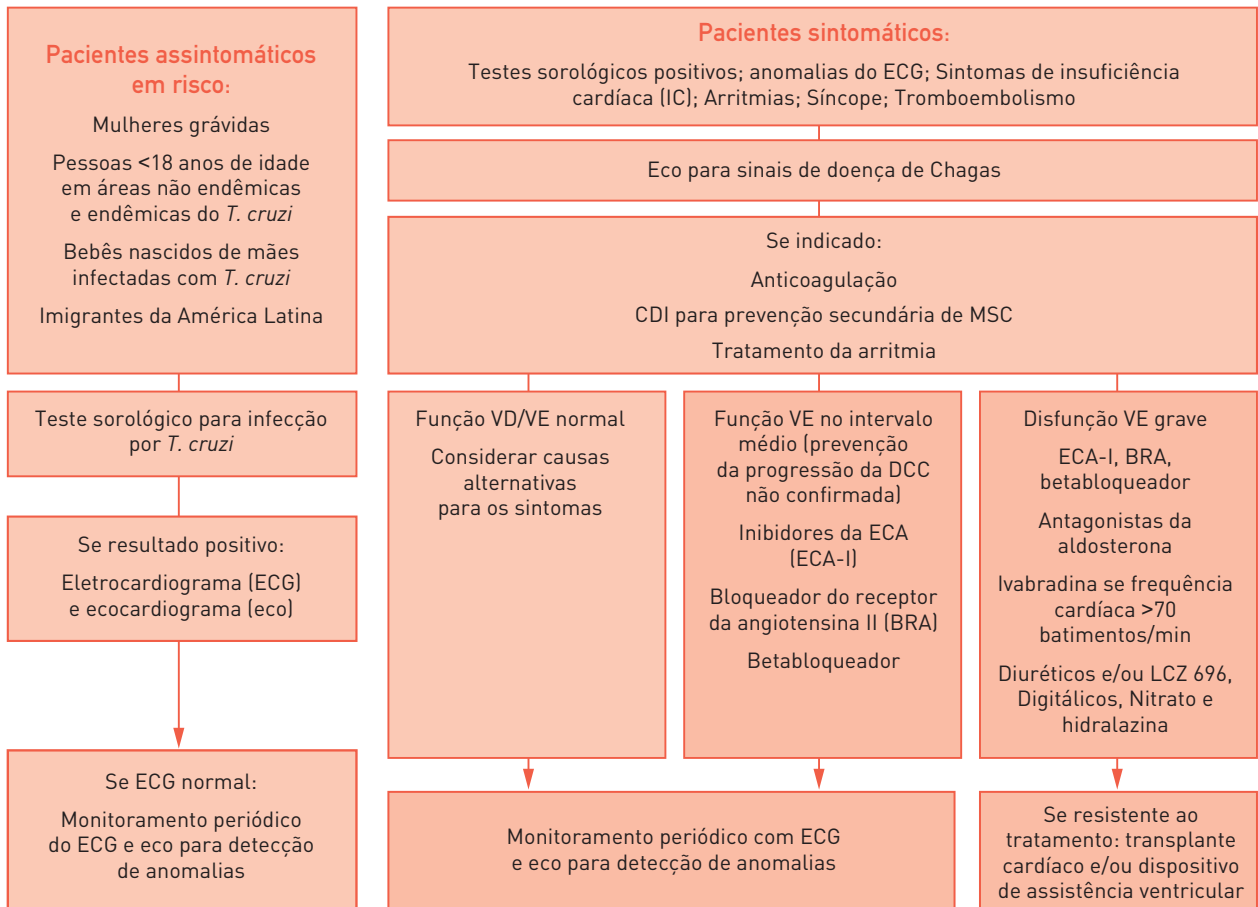 Pacientes assintomáticos
em risco:
Mulheres grávidas
Pessoas <18 anos de idade
em áreas não endêmicas
e endêmicas do T. cruzi
Bebês nascidos de mães
infectadas com T. cruzi
Imigrantes da América Latina
Teste sorológico para infecção
por T. cruzi
Se resultado positivo:
Eletrocardiograma (ECG)
e ecocardiograma (eco)
Se ECG normal:
Monitoramento periódico
do ECG e eco para detecção
de anomalias
Pacientes sintomáticos:
Testes sorológicos positivos; anomalias do ECG; Sintomas de insuficiência
cardíaca (IC); Arritmias; Síncope; Tromboembolismo
Eco para sinais de doença de Chagas
Se indicado:
Anticoagulação
CDI para prevenção secundária de MSC
Tratamento da arritmia
Função VD/VE normal
Considerar causas
alternativas
para os sintomas
Função VE no intervalo
médio (prevenção
da progressão da DCC
não confirmada)
Inibidores da ECA
(ECA-I)
Bloqueador do receptor
da angiotensina II (BRA)
Betabloqueador
Disfunção VE grave
ECA-I, BRA,
betabloqueador
Antagonistas da
aldosterona
Ivabradina se frequência
cardíaca >70
batimentos/min
Diuréticos e/ou LCZ 696,
Digitálicos, Nitrato e
hidralazina
Monitoramento periódico com ECG
e eco para detecção de anomalias
Se resistente ao
tratamento: transplante
cardíaco e/ou dispositivo
de assistência ventricular